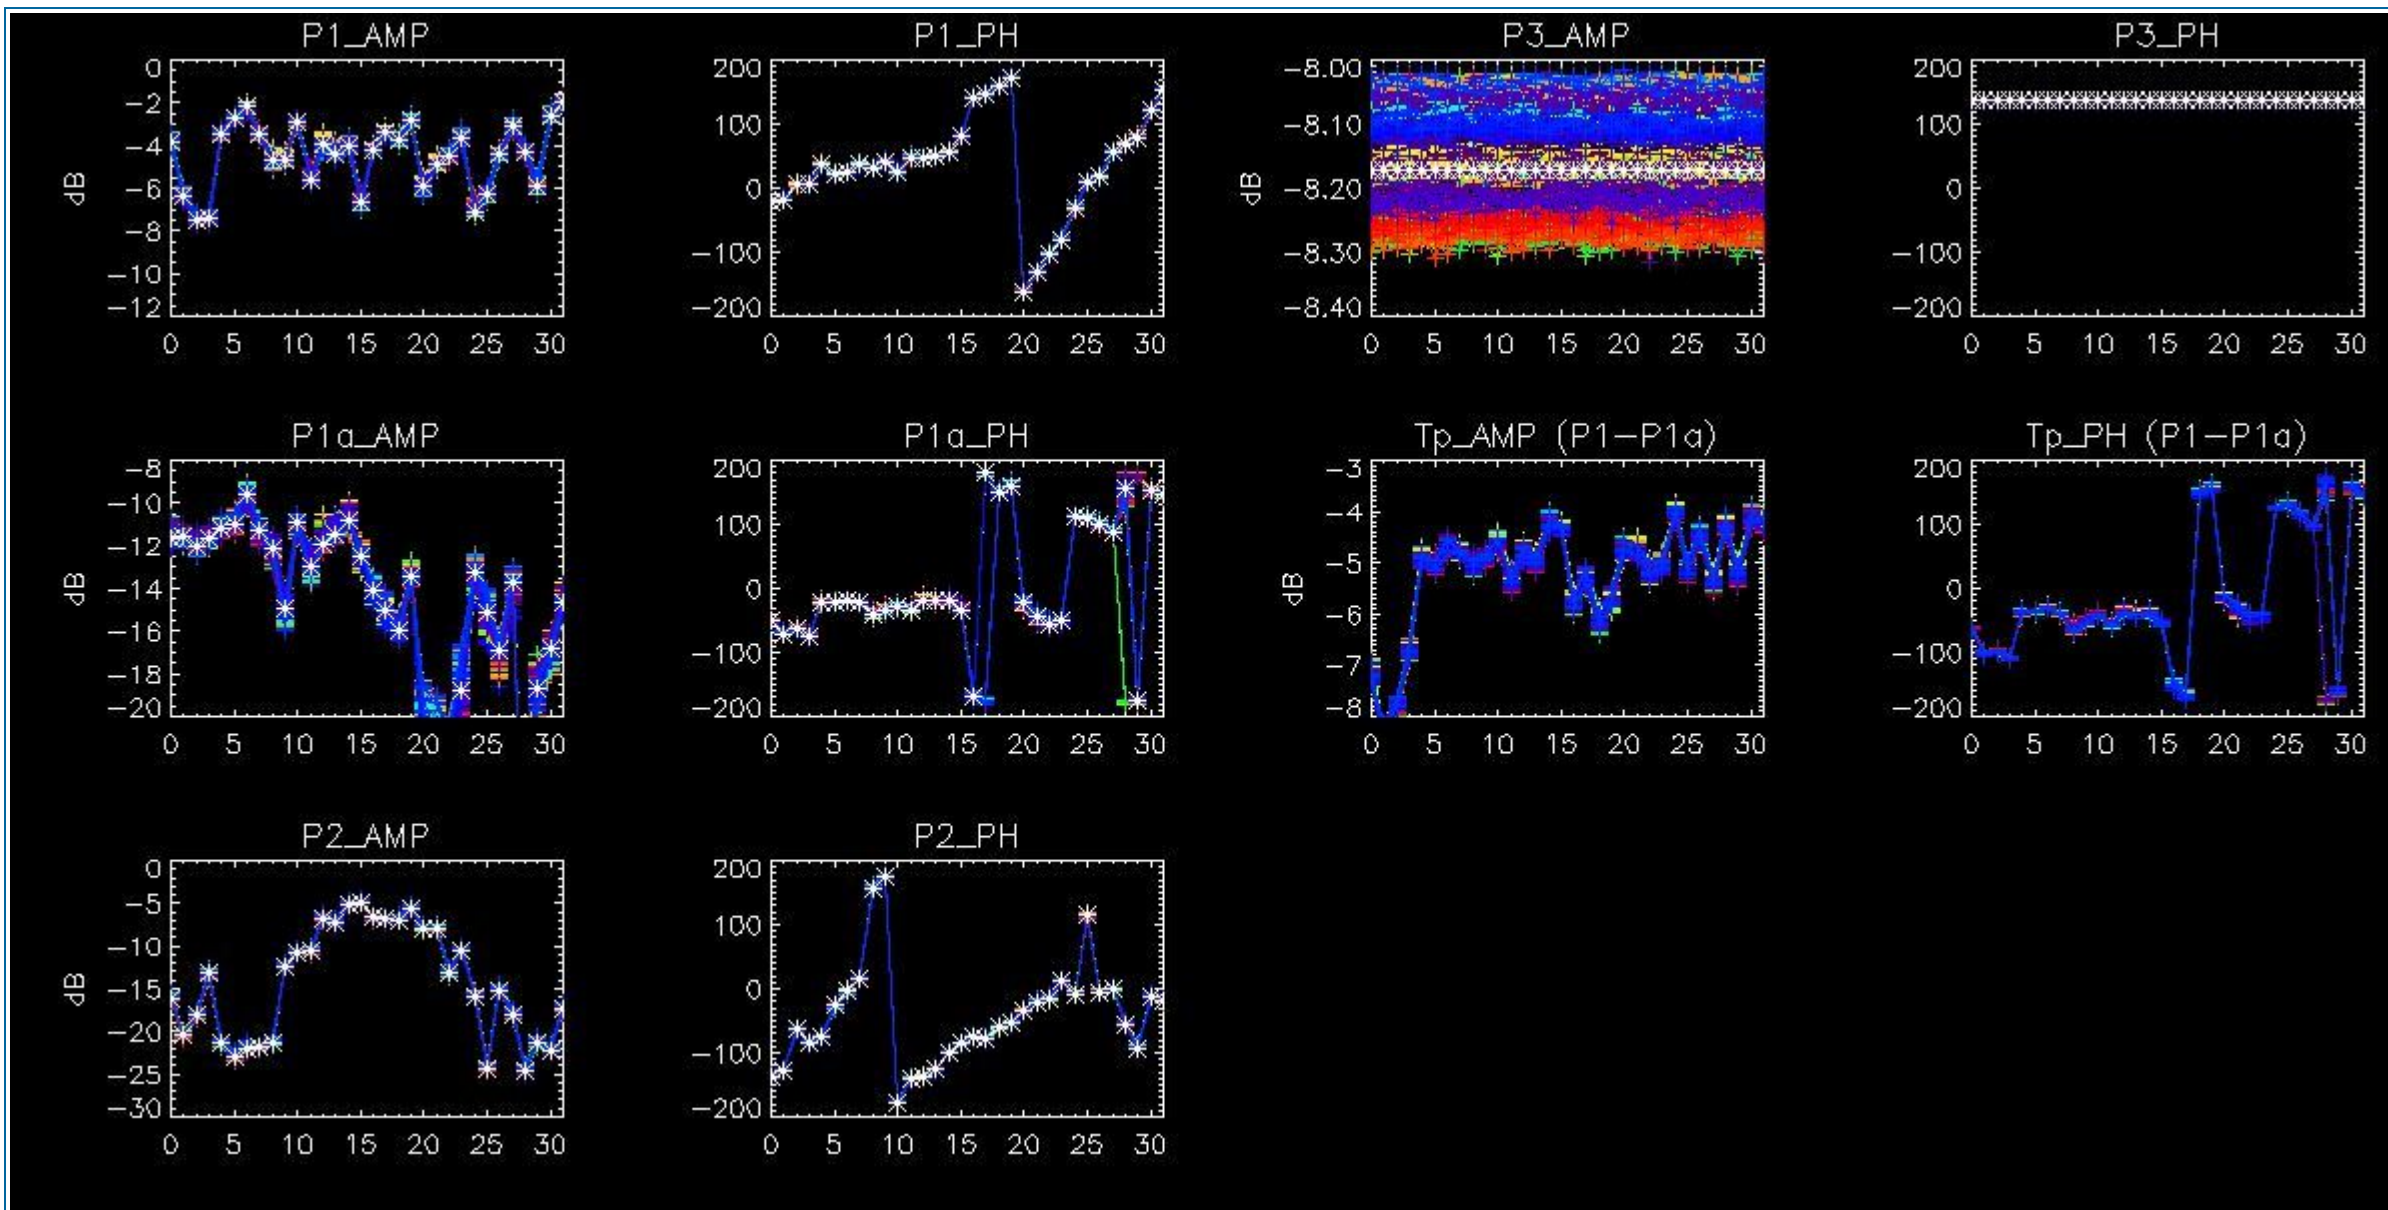 P1_AMP P1_PH P3_AMP P3_PH
0 200 -8.00 200
-2
100 -8.10 100
-4
dB -6 0 dB -8.20 0
-8
-100 -8.30 -100
-10
-12 -200 -8.40 -200
0 5 10 15 20 25 30 0 5 10 15 20 25 30 0 5 10 15 20 25 30 0 5 10 15 20 25 30
P1a_AMP P1a_PH Tp_AMP (P1-P1a) Tp_PH (P1-P1a)
-8 200 -3 200
-10
100 -4 100
-12
-5
dB -14 0 dB 0
-6
-16
-100 -7 -100
-18
-20 -200 -8 -200
0 5 10 15 20 25 30 0 5 10 15 20 25 30 0 5 10 15 20 25 30 0 5 10 15 20 25 30
P2_AMP P2_PH
0 200
-5
100
-10
dB -15 0
-20
-100
-25
-30 -200
0 5 10 15 20 25 30 0 5 10 15 20 25 30